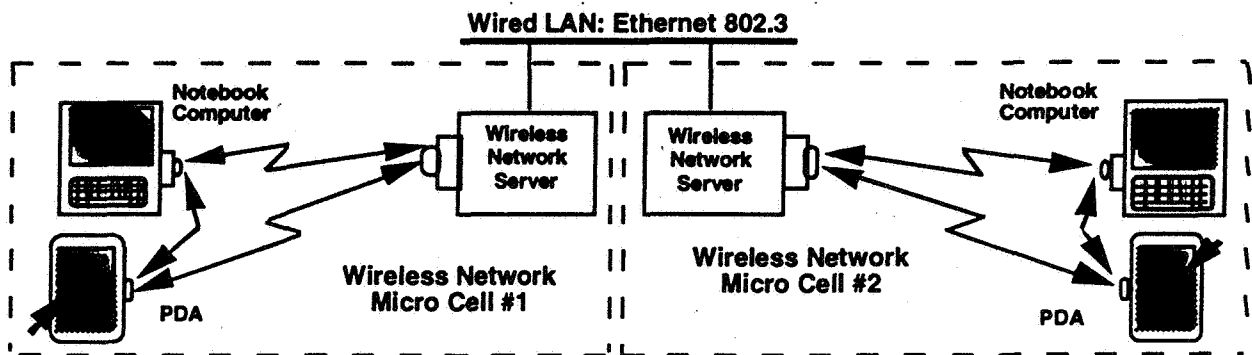 Wired LAN: Ethernet 802.3
Notebook
Computer
Wireless
Network
Server
Wireless Network
Micro Cell #1
PDA
Wireless
Network
Server
Notebook
Computer
Wireless Network
Micro Cell #2
PDA